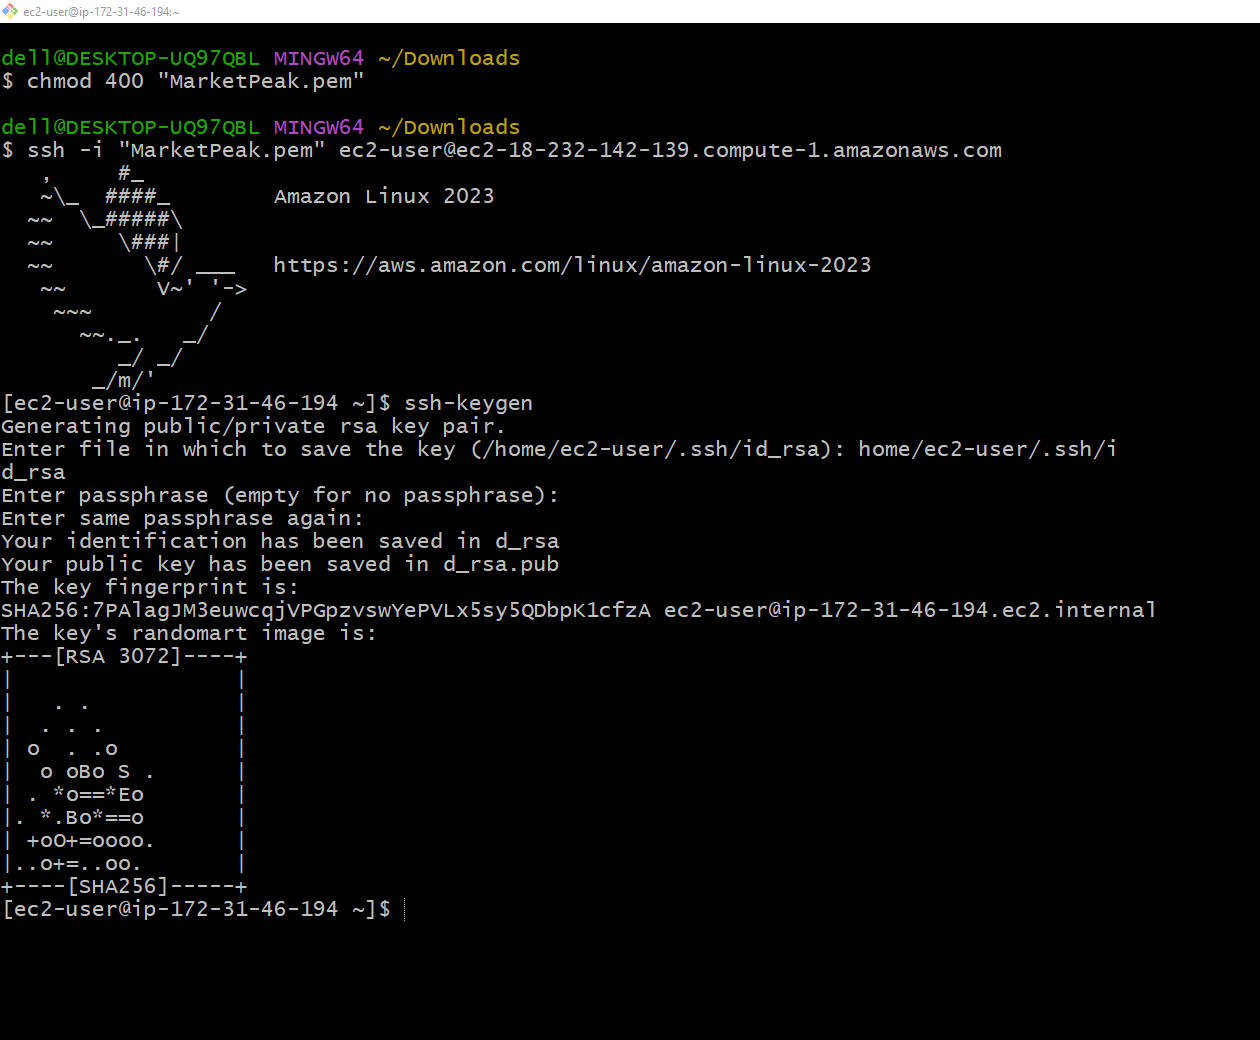 ec2-user@ip-172-31-46-194:~
dell@DESKTOP-UQ97QBL MINGW64 ~/Downloads
$ chmod 400 "MarketPeak.pem"
dell@DESKTOP-UQ97QBL MINGW64 ~/Downloads
$ ssh -i "MarketPeak.pem" ec2-user@ec2-18-232-142-139.compute-1.amazonaws.com
   ,     #_
   ~\_  ####_        Amazon Linux 2023
  ~~  \_#####\
  ~~     \###|
  ~~       \#/ ___   https://aws.amazon.com/linux/amazon-linux-2023
   ~~       V~' '->
    ~~~         /
      ~~._.   _/
         _/ _/
       _/m/'
[ec2-user@ip-172-31-46-194 ~]$ ssh-keygen
Generating public/private rsa key pair.
Enter file in which to save the key (/home/ec2-user/.ssh/id_rsa): home/ec2-user/.ssh/i
d_rsa
Enter passphrase (empty for no passphrase):
Enter same passphrase again:
Your identification has been saved in d_rsa
Your public key has been saved in d_rsa.pub
The key fingerprint is:
SHA256:7PAlagJM3euwcqjVPGpzvswYePVLx5sy5QDbpK1cfzA ec2-user@ip-172-31-46-194.ec2.internal
The key's randomart image is:
+---[RSA 3072]----+
|                 |
|   . .           |
|  . . .          |
| o  . .o         |
|  o oBo S .      |
| . *o==*Eo       |
|. *.Bo*==o       |
| +oO+=oooo.      |
|..o+=..oo.       |
+----[SHA256]-----+
[ec2-user@ip-172-31-46-194 ~]$